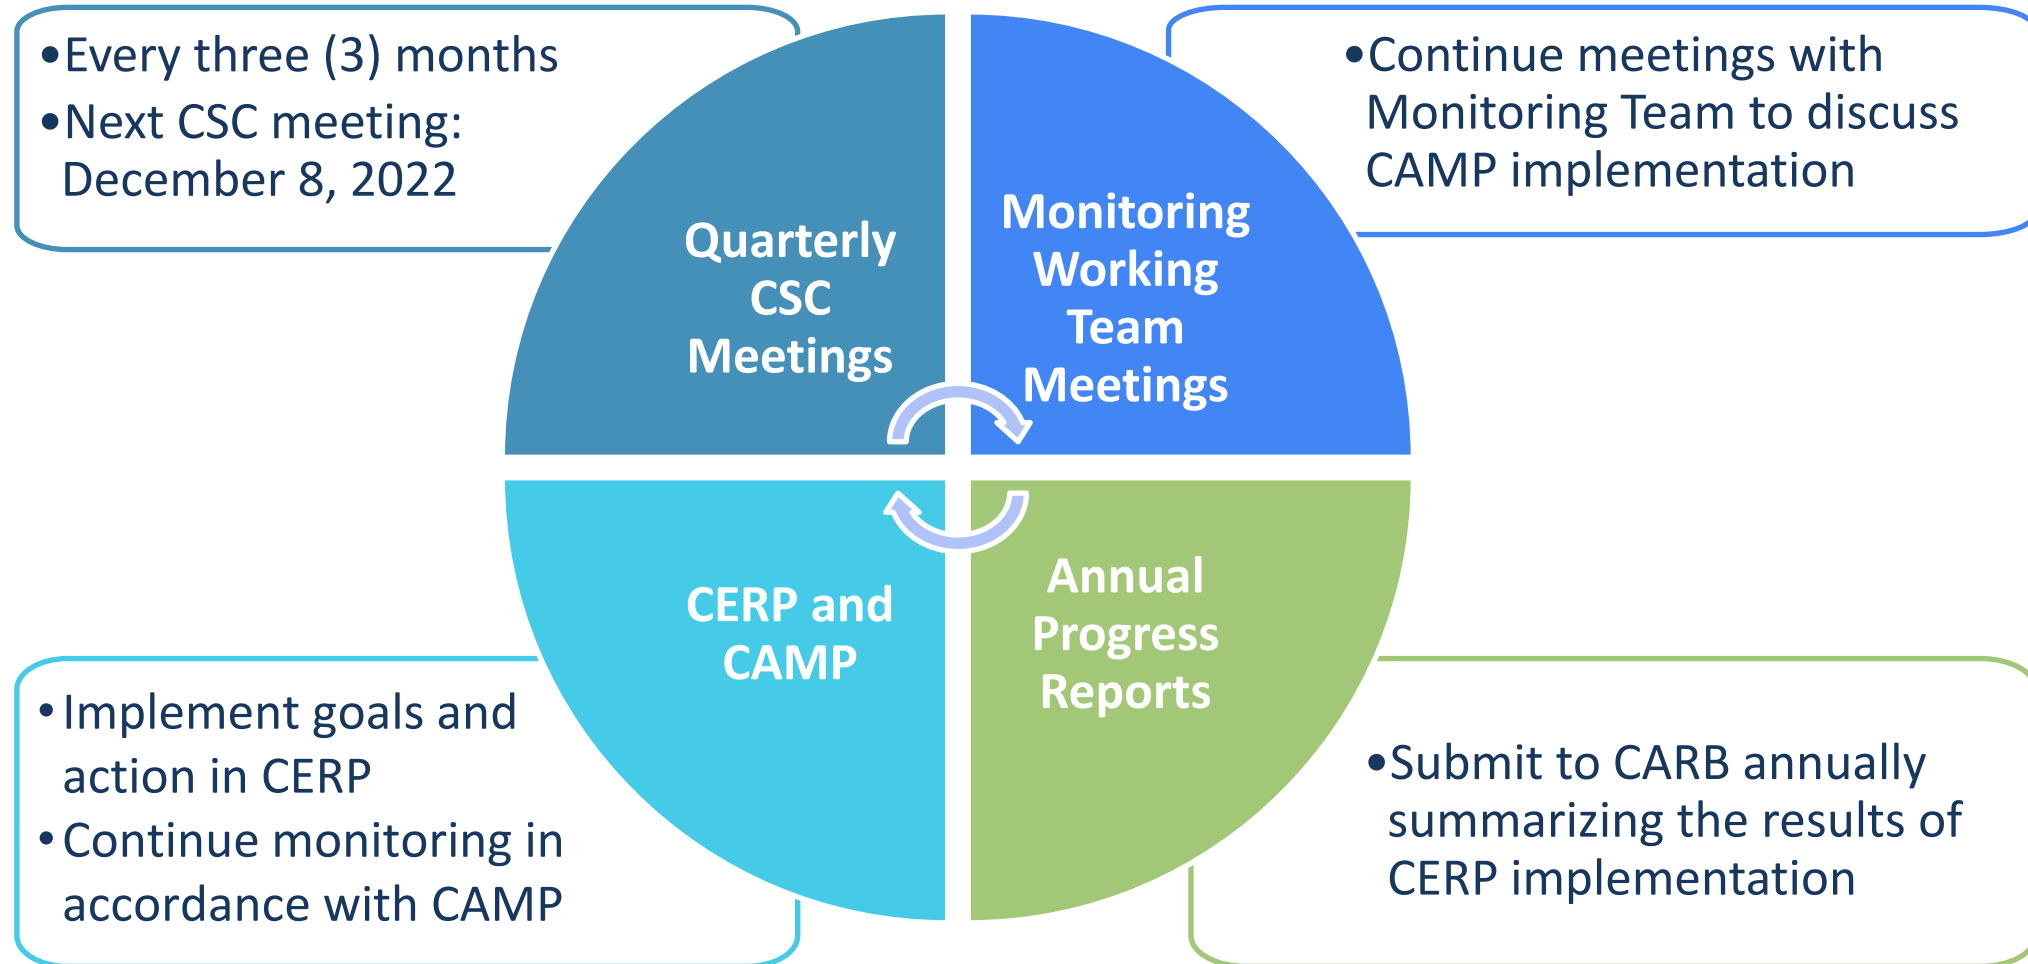 •Every three (3) months
•Next CSC meeting:
December 8, 2022
Quarterly
CSC
Meetings
•Continue meetings with
Monitoring Team to discuss
CAMP implementation
Monitoring
Working
Team
Meetings
CERP and
CAMP
•Implement goals and
action in CERP
•Continue monitoring in
accordance with CAMP
Annual
Progress
Reports
•Submit to CARB annually
summarizing the results of
CERP implementation